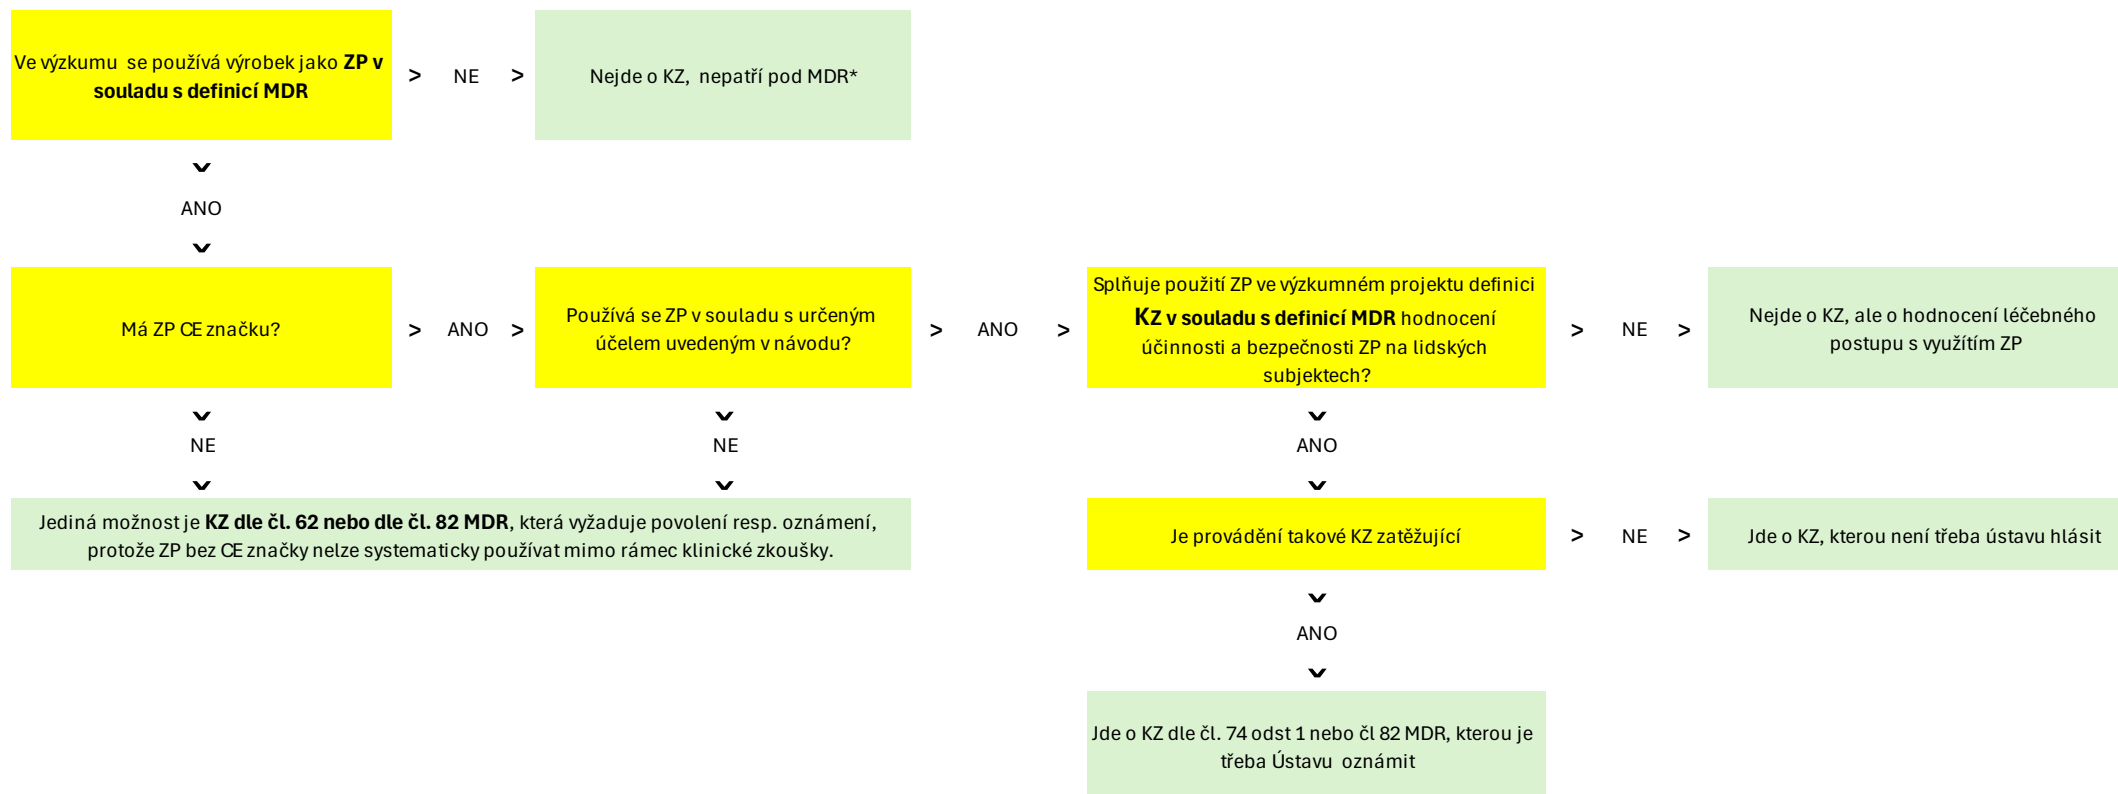 Ve výzkumu se používá výrobek jako ZP v
souladu s definicí MDR
> NE >
Nejde o KZ, nepatří pod MDR*
ANO
Má ZP CE značku?
> ANO >
Používá se ZP v souladu s určeným
účelem uvedeným v návodu?
> ANO >
Splňuje použití ZP ve výzkumném projektu definici
KZ v souladu s definicí MDR hodnocení
účinnosti a bezpečnosti ZP na lidských
subjektech?
> NE >
Nejde o KZ, ale o hodnocení léčebného
postupu s využítím ZP
NE
NE
ANO
Jediná možnost je KZ dle čl. 62 nebo dle čl. 82 MDR, která vyžaduje povolení resp. oznámení,
protože ZP bez CE značky nelze systematicky používat mimo rámec klinické zkoušky.
Je provádění takové KZ zatěžující
> NE >
Jde o KZ, kterou není třeba ústavu hlásit
ANO
Jde o KZ dle čl. 74 odst 1 nebo čl 82 MDR, kterou je
třeba Ústavu oznámit